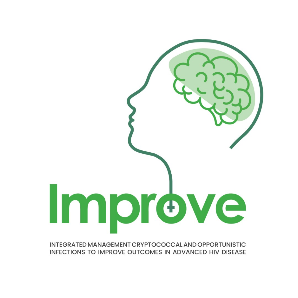 Improve
INTEGRATED MANAGEMENT CRYPTOCOCCAL AND OPPORTUNISTIC
INFECTIONS TO IMPROVE OUTCOMES IN ADVANCED HIV DISEASE